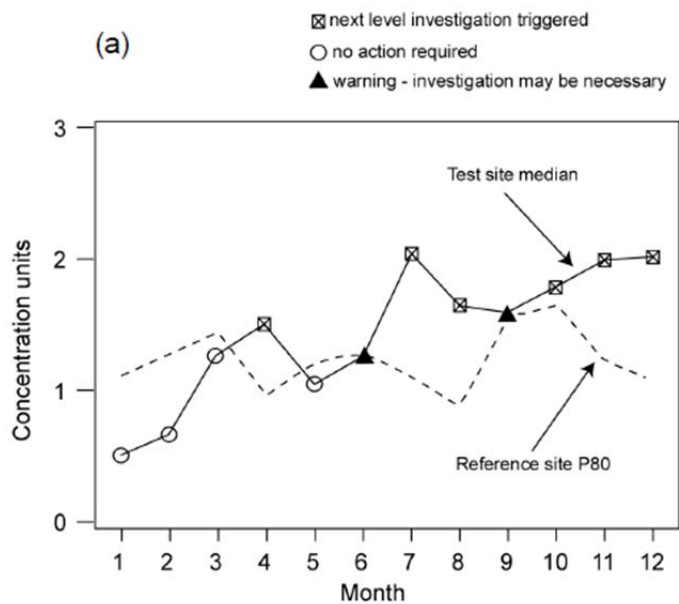 (a)
next level investigation triggered
no action required
warning - investigation may be necessary
3
2
1
0
Concentration units
Test site median
Reference site P80
1 2 3 4 5 6 7 8 9 10 11 12
Month